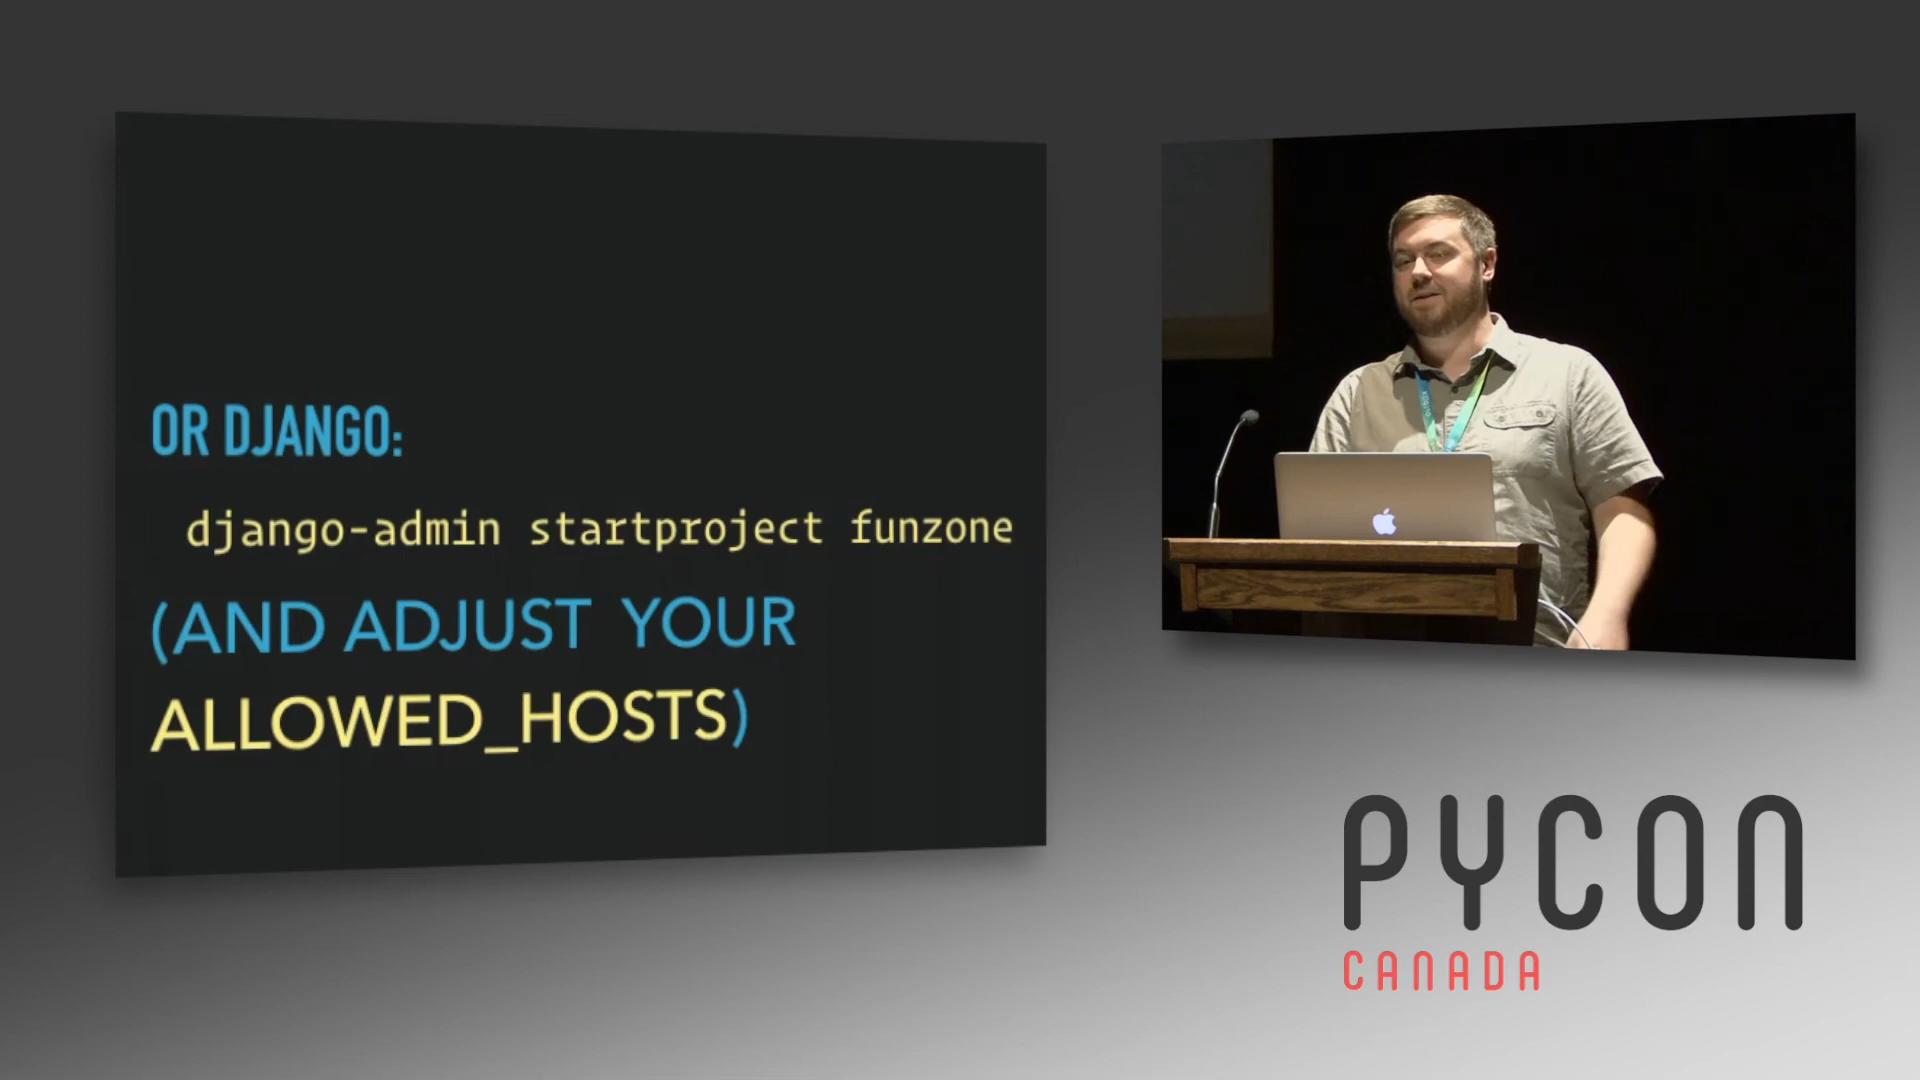 OR DJANGO:
django-admin startproject funzone
(AND ADJUST YOUR
ALLOWED_HOSTS)
PYCON
CANADA